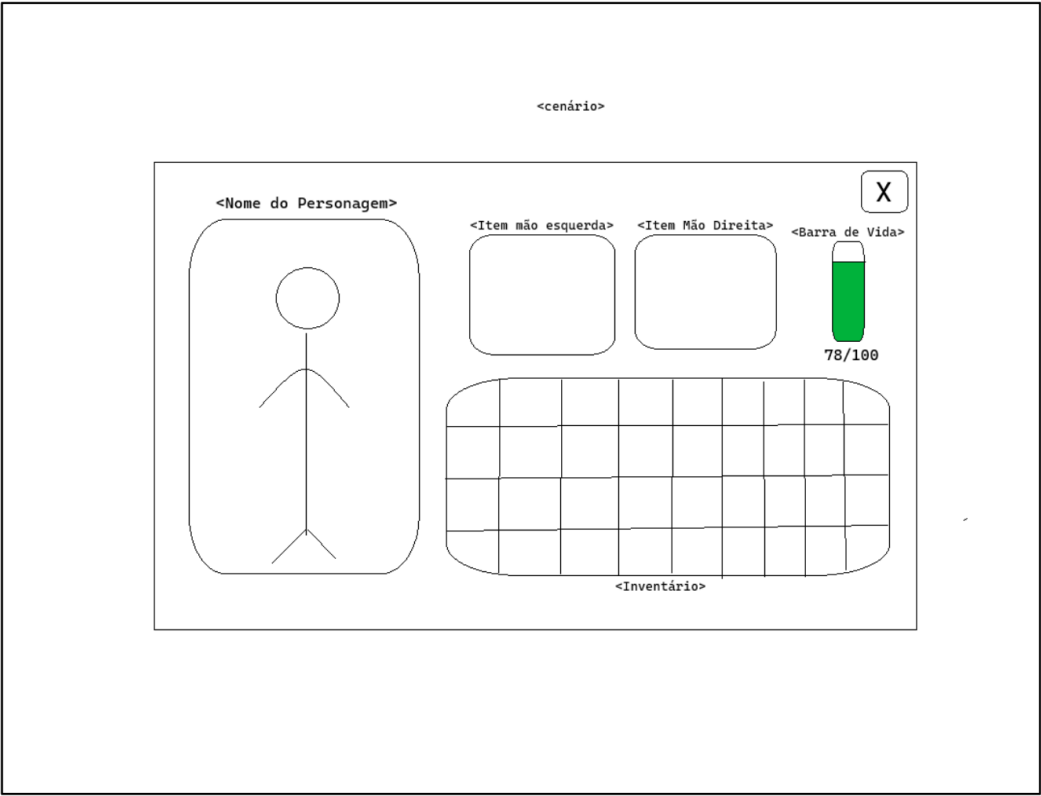 <cenário>
X
<Nome do Personagem>
<Item mão esquerda>
<Item Mão Direita>
<Barra de Vida>
78/100
<Inventário>